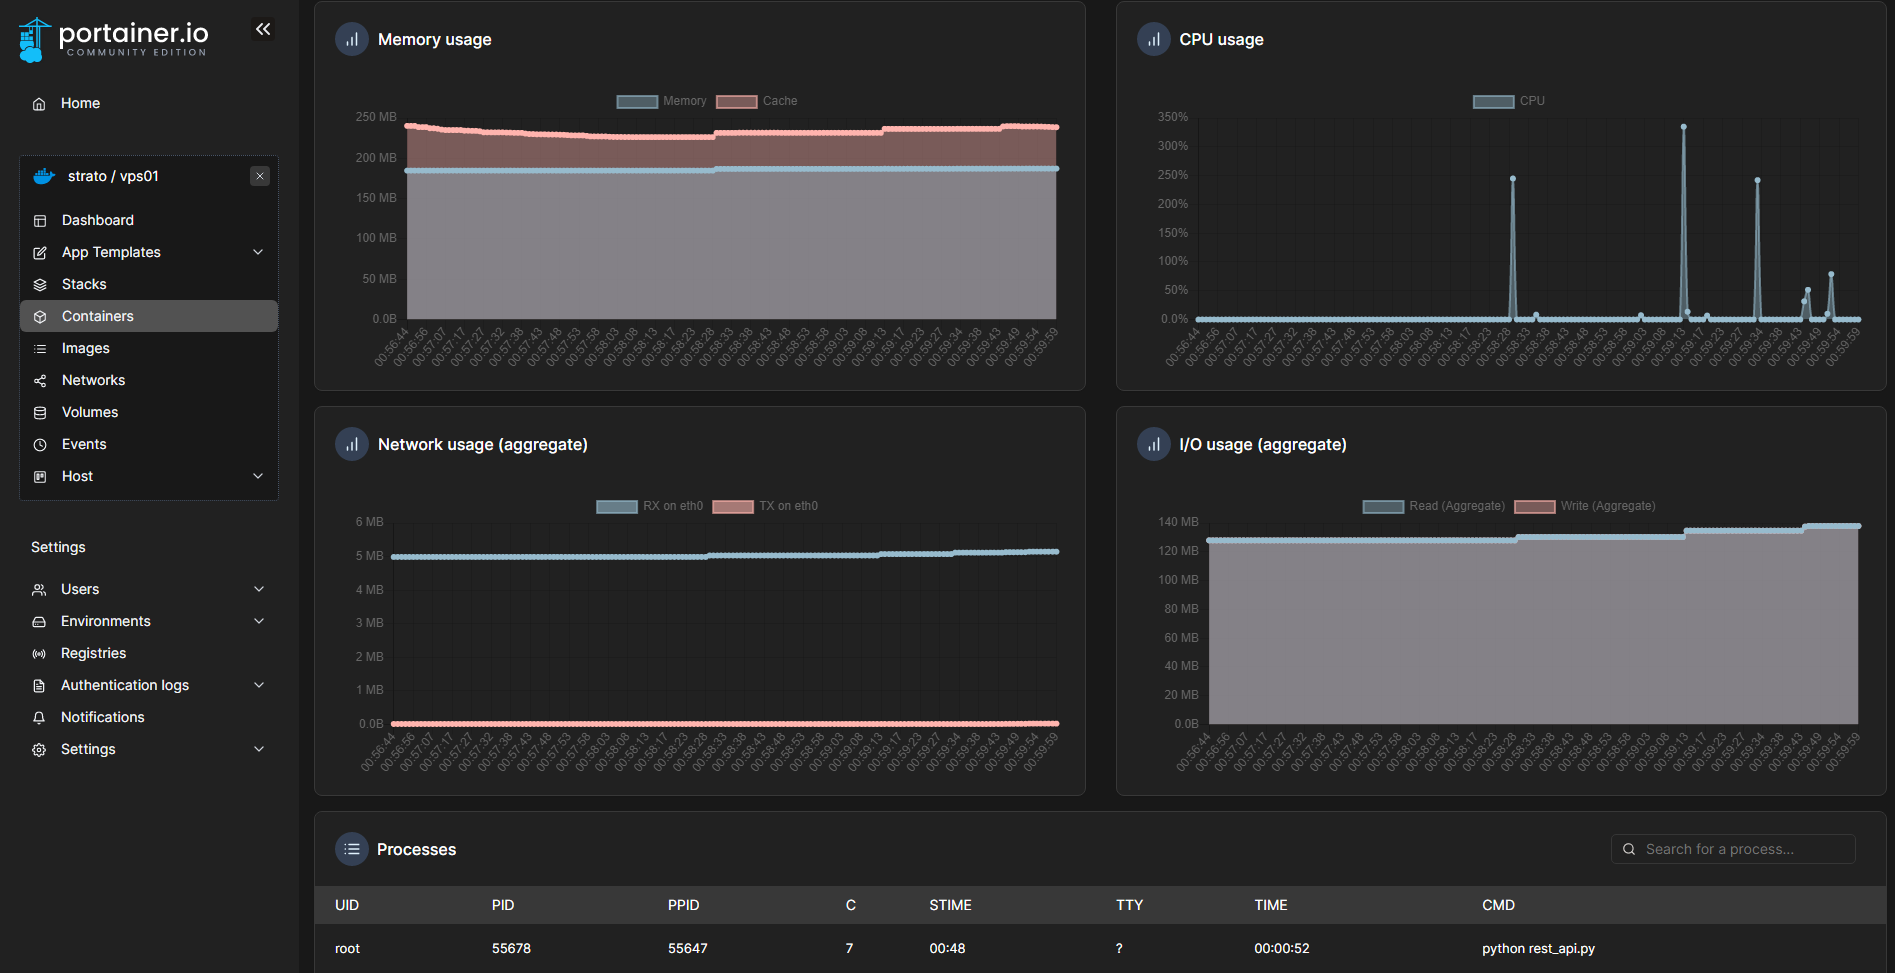 portainer.io
COMMUNITY EDITION
Home
strato / vps01
Dashboard
App Templates
Stacks
Containers
Images
Networks
Volumes
Events
Host
Settings
Users
Environments
Registries
Authentication logs
Notifications
Settings
Memory usage
Memory Cache
250 MB
200 MB
150 MB
100 MB
50 MB
0.0B
00:56:44 00:56:56 00:57:07 00:57:17 00:57:27 00:57:32 00:57:38 00:57:43 00:57:48 00:57:53 00:57:58 00:58:03 00:58:08 00:58:13 00:58:17 00:58:23 00:58:28 00:58:33 00:58:38 00:58:43 00:58:48 00:58:53 00:58:58 00:59:03 00:59:08 00:59:13 00:59:17 00:59:23 00:59:27 00:59:34 00:59:38 00:59:43 00:59:49 00:59:54 00:59:59
CPU usage
CPU
350%
300%
250%
200%
150%
100%
50%
0.0%
00:56:44 00:56:56 00:57:07 00:57:17 00:57:27 00:57:32 00:57:38 00:57:43 00:57:48 00:57:53 00:57:58 00:58:03 00:58:08 00:58:13 00:58:17 00:58:23 00:58:28 00:58:33 00:58:38 00:58:43 00:58:48 00:58:53 00:58:58 00:59:03 00:59:08 00:59:13 00:59:17 00:59:23 00:59:27 00:59:34 00:59:38 00:59:43 00:59:49 00:59:54 00:59:59
Network usage (aggregate)
RX on eth0 TX on eth0
6 MB
5 MB
4 MB
3 MB
2 MB
1 MB
0.0B
00:56:44 00:56:56 00:57:07 00:57:17 00:57:27 00:57:32 00:57:38 00:57:43 00:57:48 00:57:53 00:57:58 00:58:03 00:58:08 00:58:13 00:58:17 00:58:23 00:58:28 00:58:33 00:58:38 00:58:43 00:58:48 00:58:53 00:58:58 00:59:03 00:59:08 00:59:13 00:59:17 00:59:23 00:59:27 00:59:34 00:59:38 00:59:43 00:59:49 00:59:54 00:59:59
I/O usage (aggregate)
Read (Aggregate) Write (Aggregate)
140 MB
120 MB
100 MB
80 MB
60 MB
40 MB
20 MB
0.0B
00:56:44 00:56:56 00:57:07 00:57:17 00:57:27 00:57:32 00:57:38 00:57:43 00:57:48 00:57:53 00:57:58 00:58:03 00:58:08 00:58:13 00:58:17 00:58:23 00:58:28 00:58:33 00:58:38 00:58:43 00:58:48 00:58:53 00:58:58 00:59:03 00:59:08 00:59:13 00:59:17 00:59:23 00:59:27 00:59:34 00:59:38 00:59:43 00:59:49 00:59:54 00:59:59
Processes
Search for a process...
UID PID PPID C STIME TTY TIME CMD
root 55678 55647 7 00:48 ? 00:00:52 python rest_api.py